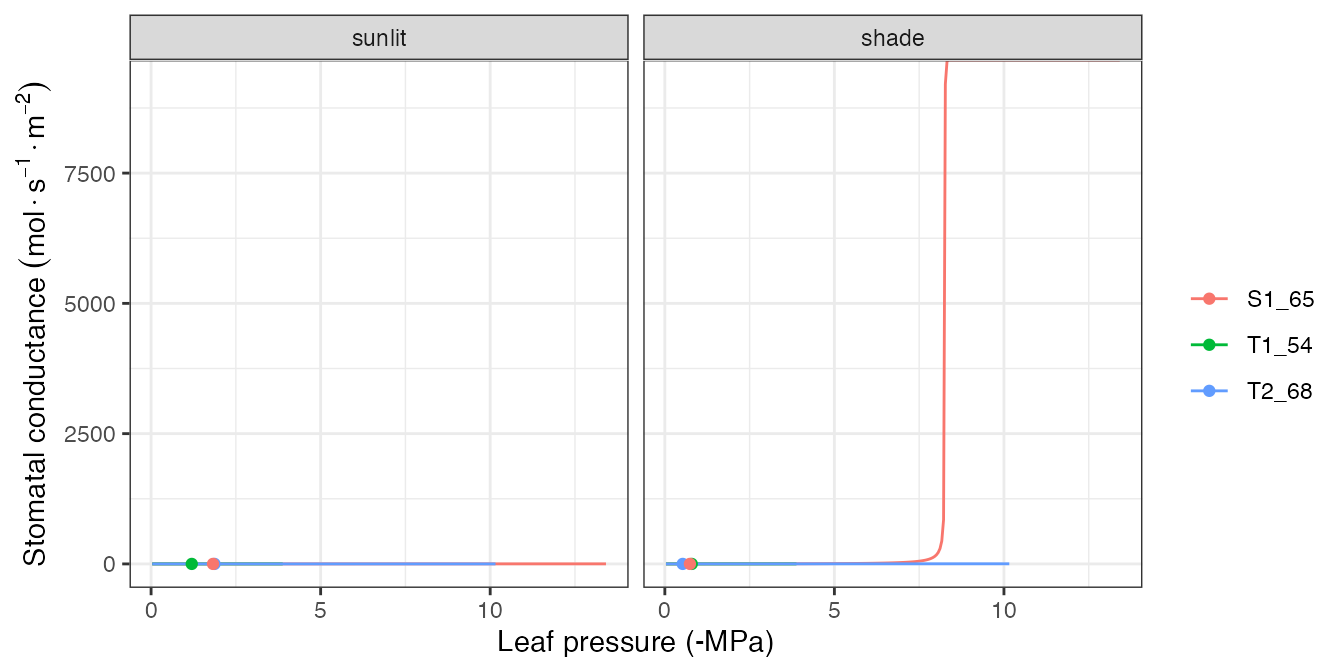 sunlit
shade
Stomatal conductance (mol·s⁻¹·m⁻²)
7500
5000
2500
0
0
5
10
0
5
10
Leaf pressure (-MPa)
S1_65
T1_54
T2_68